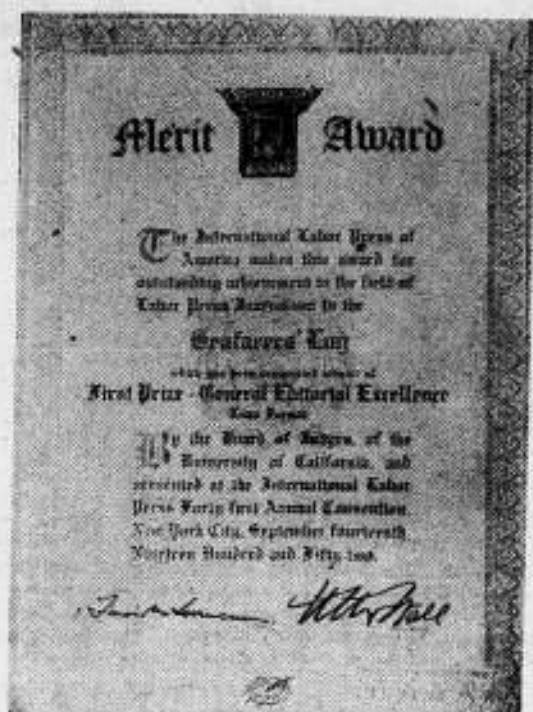 Merit Award
The International Labor Press of
America makes this award for
outstanding achievement in the field of
Labor Press Journalism to the
Seafarers' Log
First Prize - General Editorial Excellence
By the Board of Judges, of the
University of California, and
presented at the International Labor
Press Forty first Annual Convention,
New York City, September fourteenth
Nineteen Hundred and Fifty two.